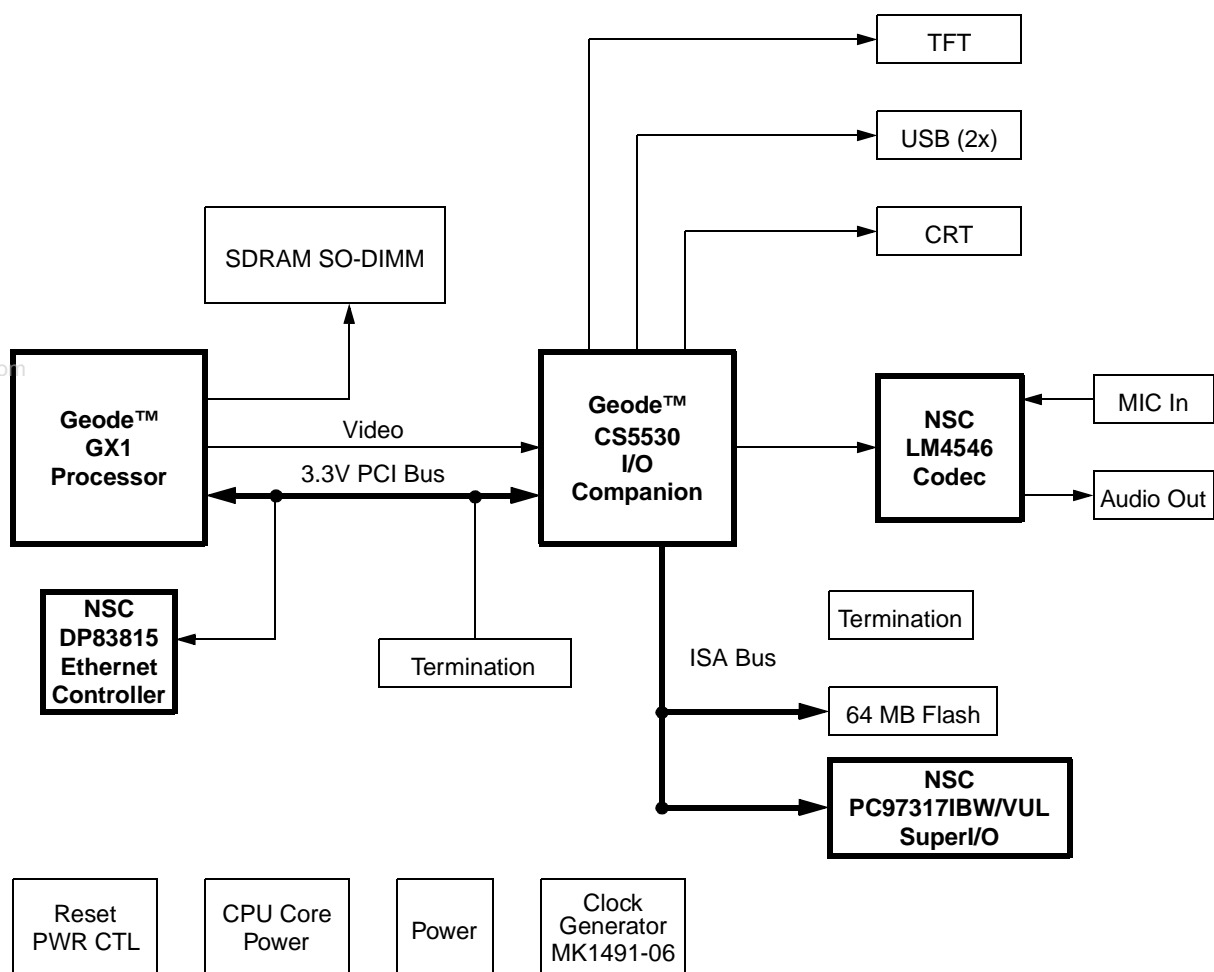 TFT
USB (2x)
CRT
SDRAM SO-DIMM
om
Geode™
GX1
Processor
Video
3.3V PCI Bus
Geode™
CS5530
I/O
Companion
NSC
LM4546
Codec
MIC In
Audio Out
NSC
DP83815
Ethernet
Controller
Termination
Termination
ISA Bus
64 MB Flash
NSC
PC97317IBW/VUL
SuperI/O
Reset
PWR CTL
CPU Core
Power
Power
Clock
Generator
MK1491-06